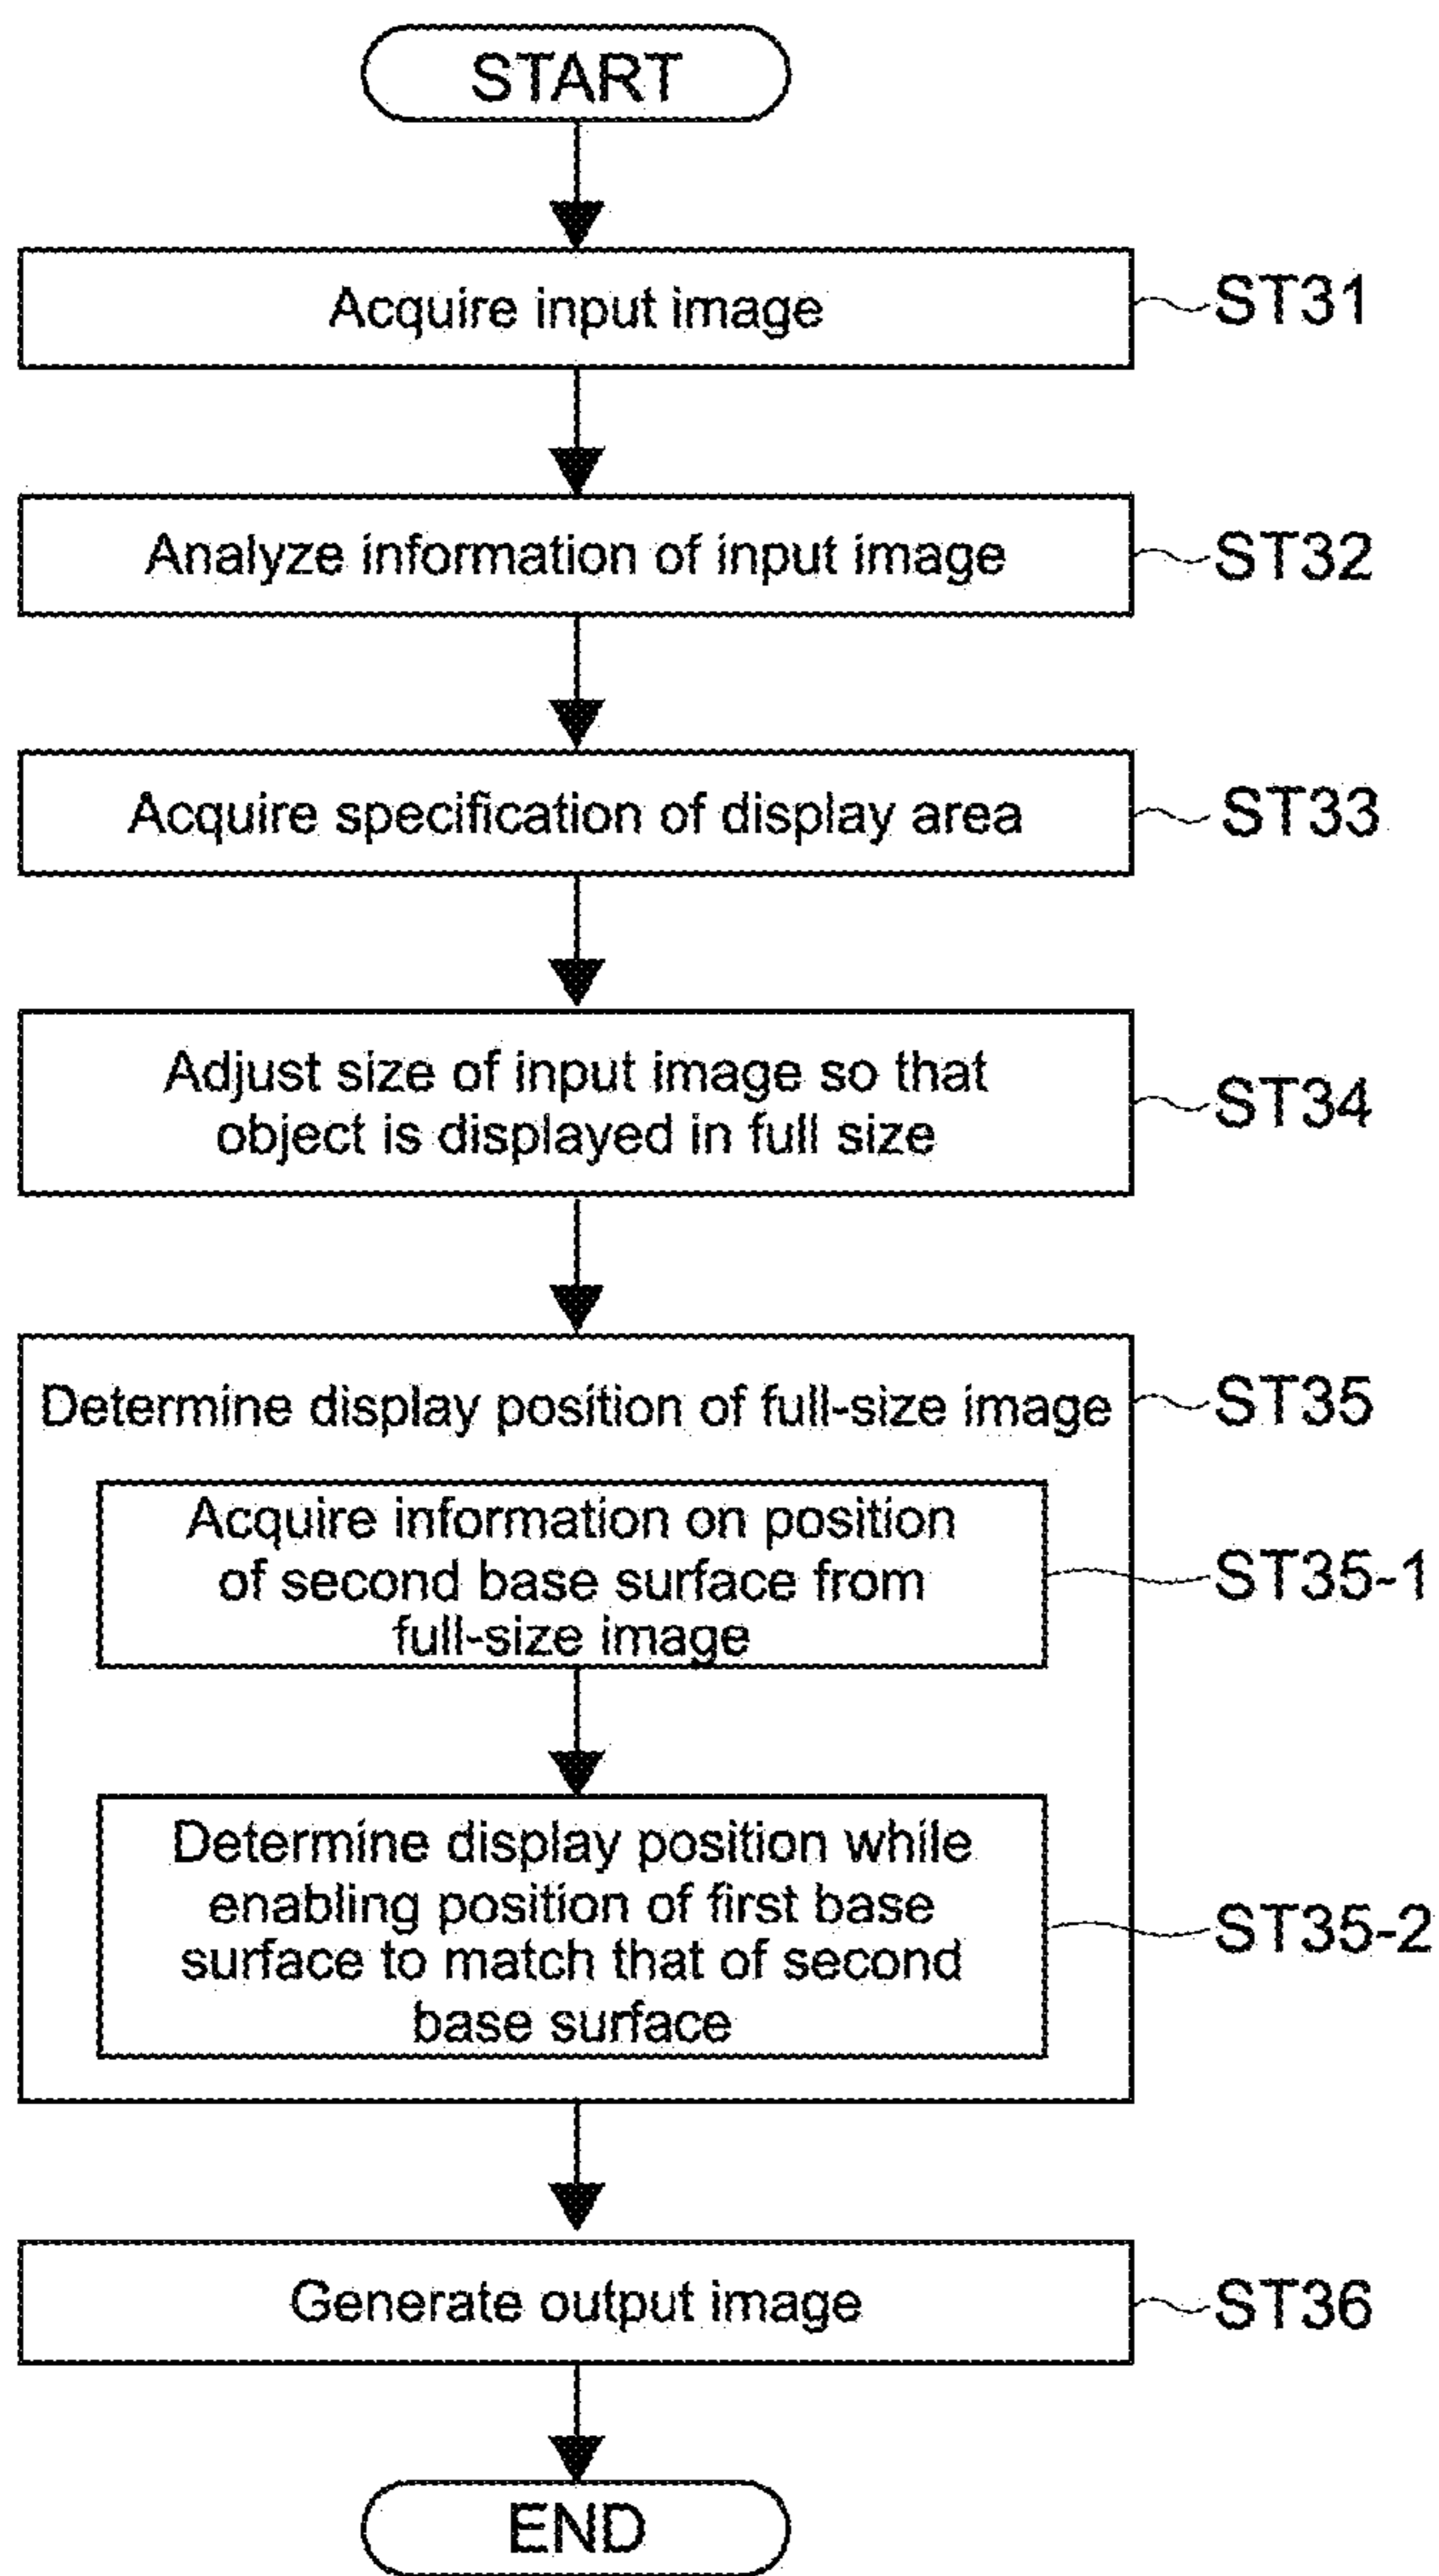 START
Acquire input image
ST31
Analyze information of input image
ST32
Acquire specification of display area
ST33
Adjust size of input image so that
object is displayed in full size
ST34
Determine display position of full-size image
ST35
Acquire information on position
of second base surface from
full-size image
ST35-1
Determine display position while
enabling position of first base
surface to match that of second
base surface
ST35-2
Generate output image
ST36
END